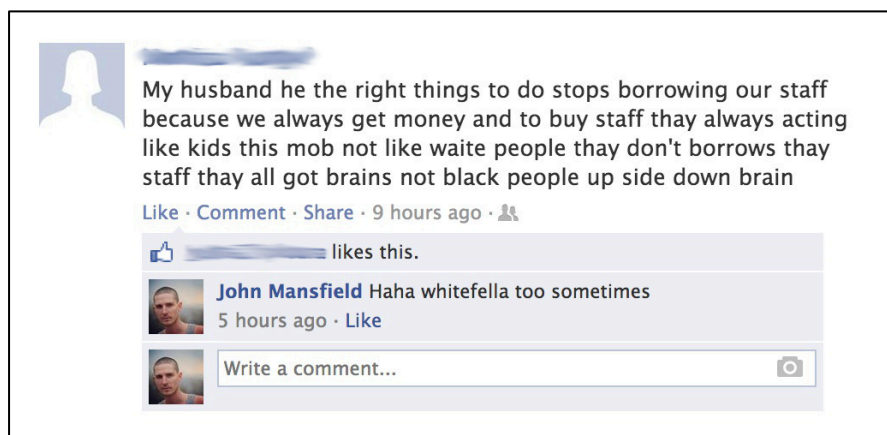 My husband he the right things to do stops borrowing our staff
because we always get money and to buy staff thay always acting
like kids this mob not like waite people thay don't borrows thay
staff thay all got brains not black people up side down brain
Like · Comment · Share · 9 hours ago ·
likes this.
John Mansfield Haha whitefella too sometimes
5 hours ago · Like
Write a comment...